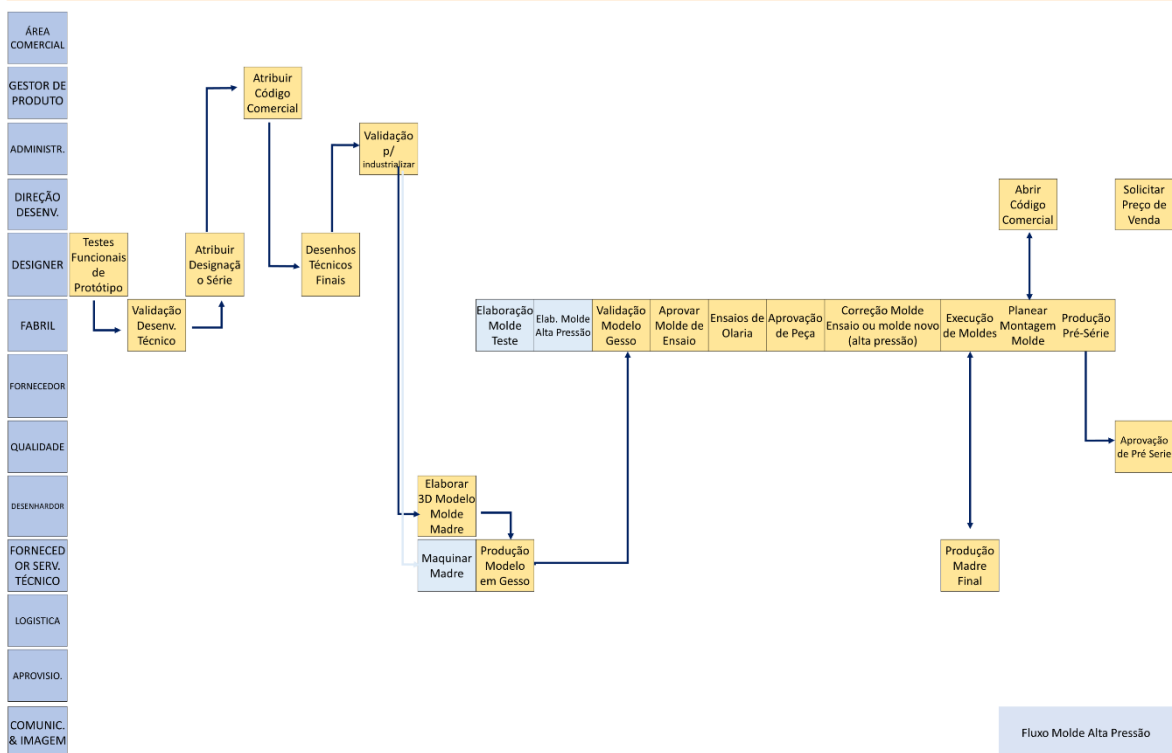 ÁREA
COMERCIAL
GESTOR DE
PRODUTO
Atribuir
Código
Comercial
ADMINISTR.
Validação
p/
industrializar
DIREÇÃO
DESENV.
Abrir
Código
Comercial
Solicitar
Preço de
Venda
DESIGNER
Testes
Funcionais
de
Protótipo
Atribuir
Designaçã
o Série
Desenhos
Técnicos
Finais
FABRIL
Validação
Desenv.
Técnico
Elaboração
Molde
Teste
Elab. Molde
Alta Pressão
Validação
Modelo
Gesso
Aprovar
Molde de
Ensaio
Ensaios de
Olaria
Aprovação
de Peça
Correção Molde
Ensaio ou molde novo
(alta pressão)
Execução
de Moldes
Planear
Montagem
Molde
Produção
Pré-Série
FORNECEDOR
QUALIDADE
Aprovação
de Pré Serie
DESENHARDOR
Elaborar
3D Modelo
Molde
Madre
FORNECED
OR SERV.
TÉCNICO
Maquinar
Madre
Produção
Modelo
em Gesso
Produção
Madre
Final
LOGISTICA
APROVISIO.
COMUNIC.
& IMAGEM
Fluxo Molde Alta Pressão